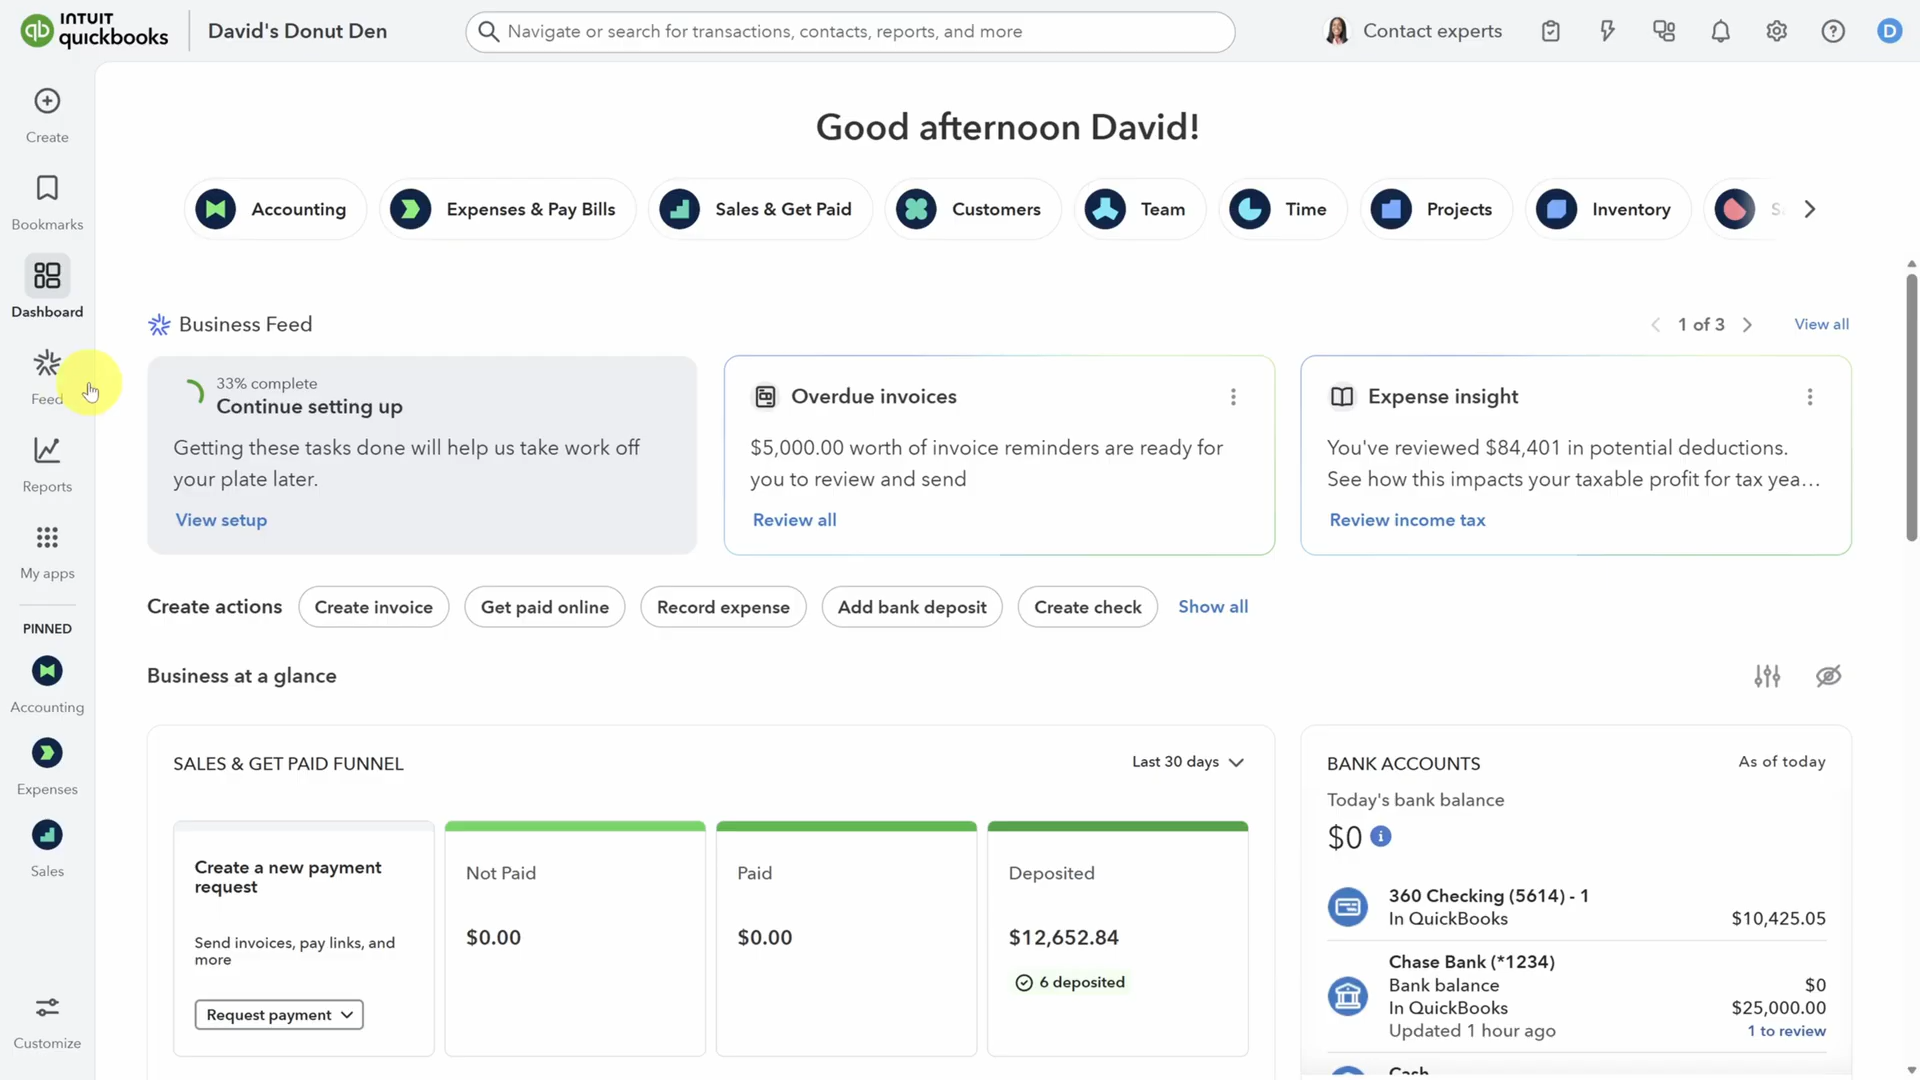 INTUIT
quickbooks
David's Donut Den
Navigate or search for transactions, contacts, reports, and more
Contact experts
D
Create
Bookmarks
Dashboard
Feed
Reports
My apps
PINNED
Accounting
Expenses
Sales
Customize
Good afternoon David!
Accounting
Expenses & Pay Bills
Sales & Get Paid
Customers
Team
Time
Projects
Inventory
Business Feed
1 of 3
View all
33% complete
Continue setting up
Getting these tasks done will help us take work off
your plate later.
View setup
Overdue invoices
$5,000.00 worth of invoice reminders are ready for
you to review and send
Review all
Expense insight
You've reviewed $84,401 in potential deductions.
See how this impacts your taxable profit for tax yea...
Review income tax
Create actions
Create invoice
Get paid online
Record expense
Add bank deposit
Create check
Show all
Business at a glance
SALES & GET PAID FUNNEL
Last 30 days
Create a new payment
request
Send invoices, pay links, and
more
Request payment
Not Paid
$0.00
Paid
$0.00
Deposited
$12,652.84
6 deposited
BANK ACCOUNTS
As of today
Today's bank balance
$0
360 Checking (5614) - 1
In QuickBooks $10,425.05
Chase Bank (*1234)
Bank balance $0
In QuickBooks $25,000.00
Updated 1 hour ago 1 to review
Cash